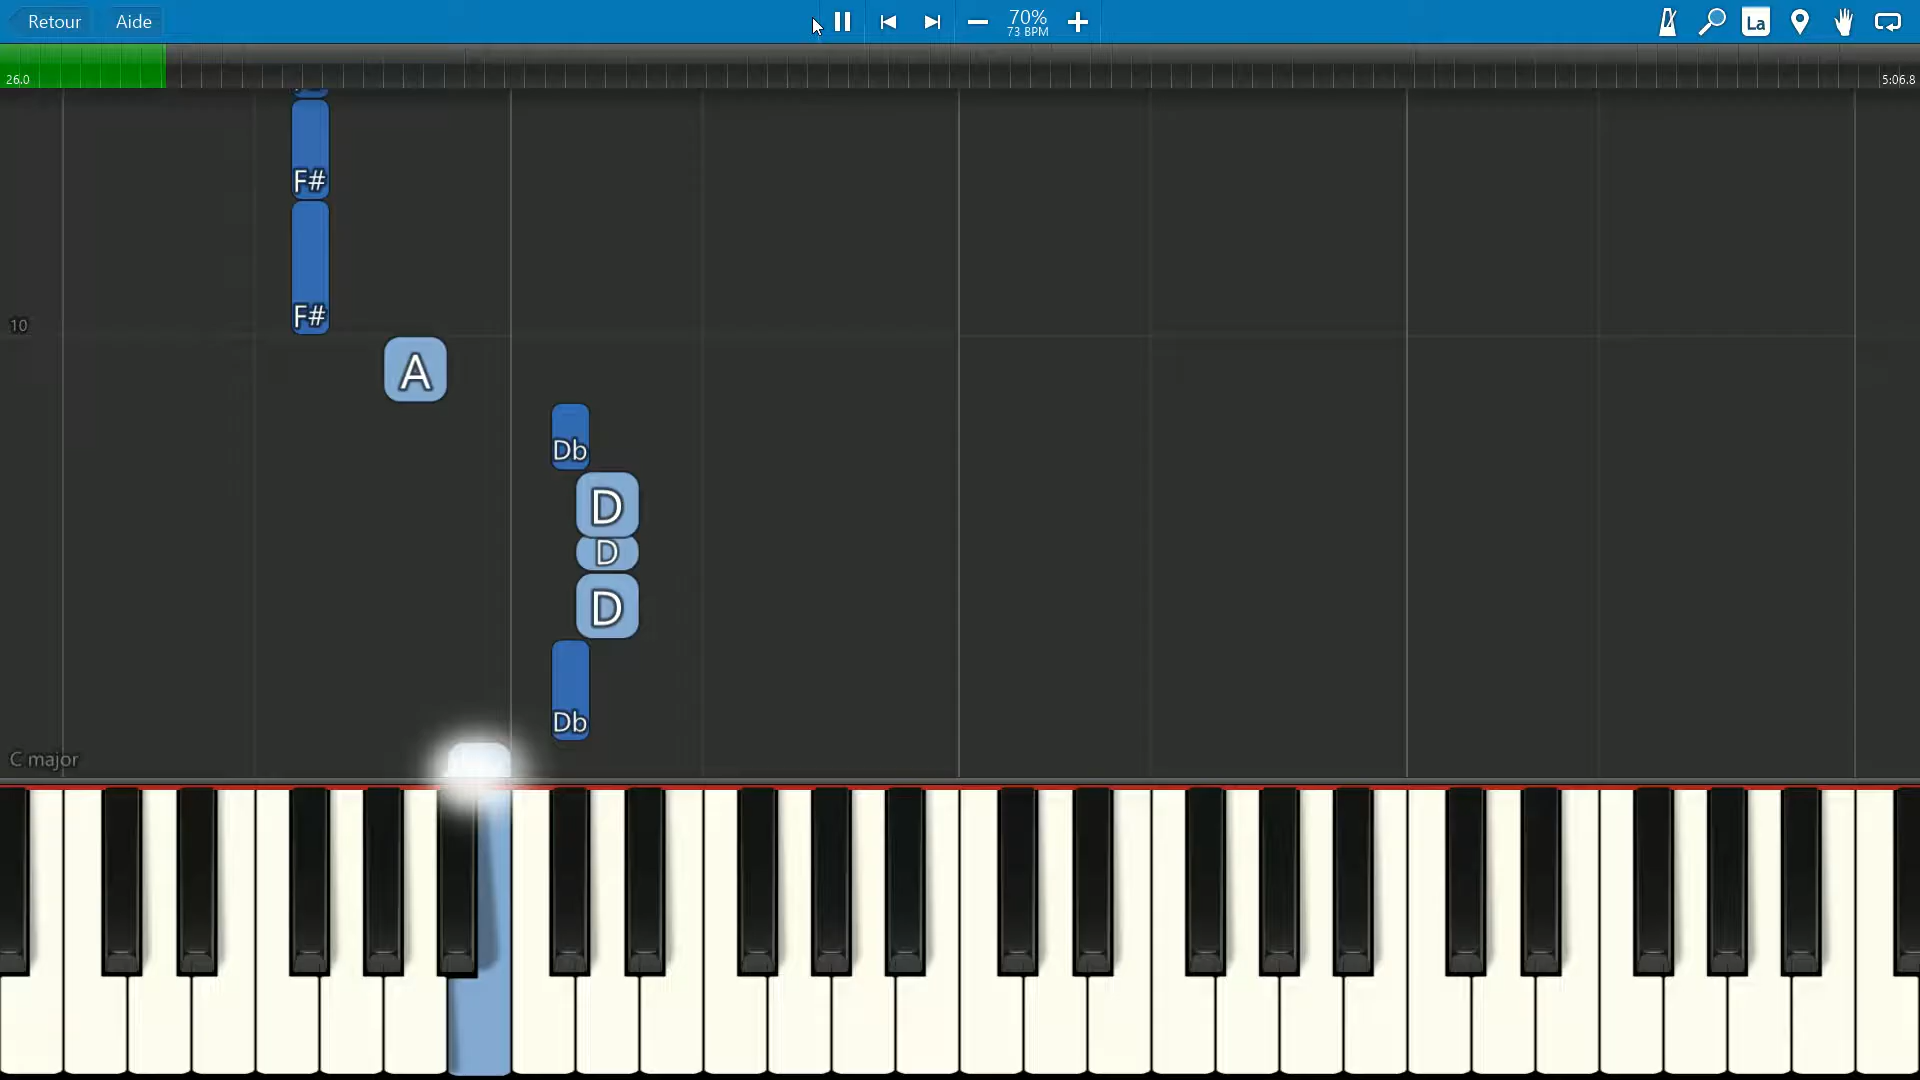 Retour Aide 70% La
73 BPM
26.0 5:06.8
F#
F#
10
A
Db
D
D
D
Db
C major